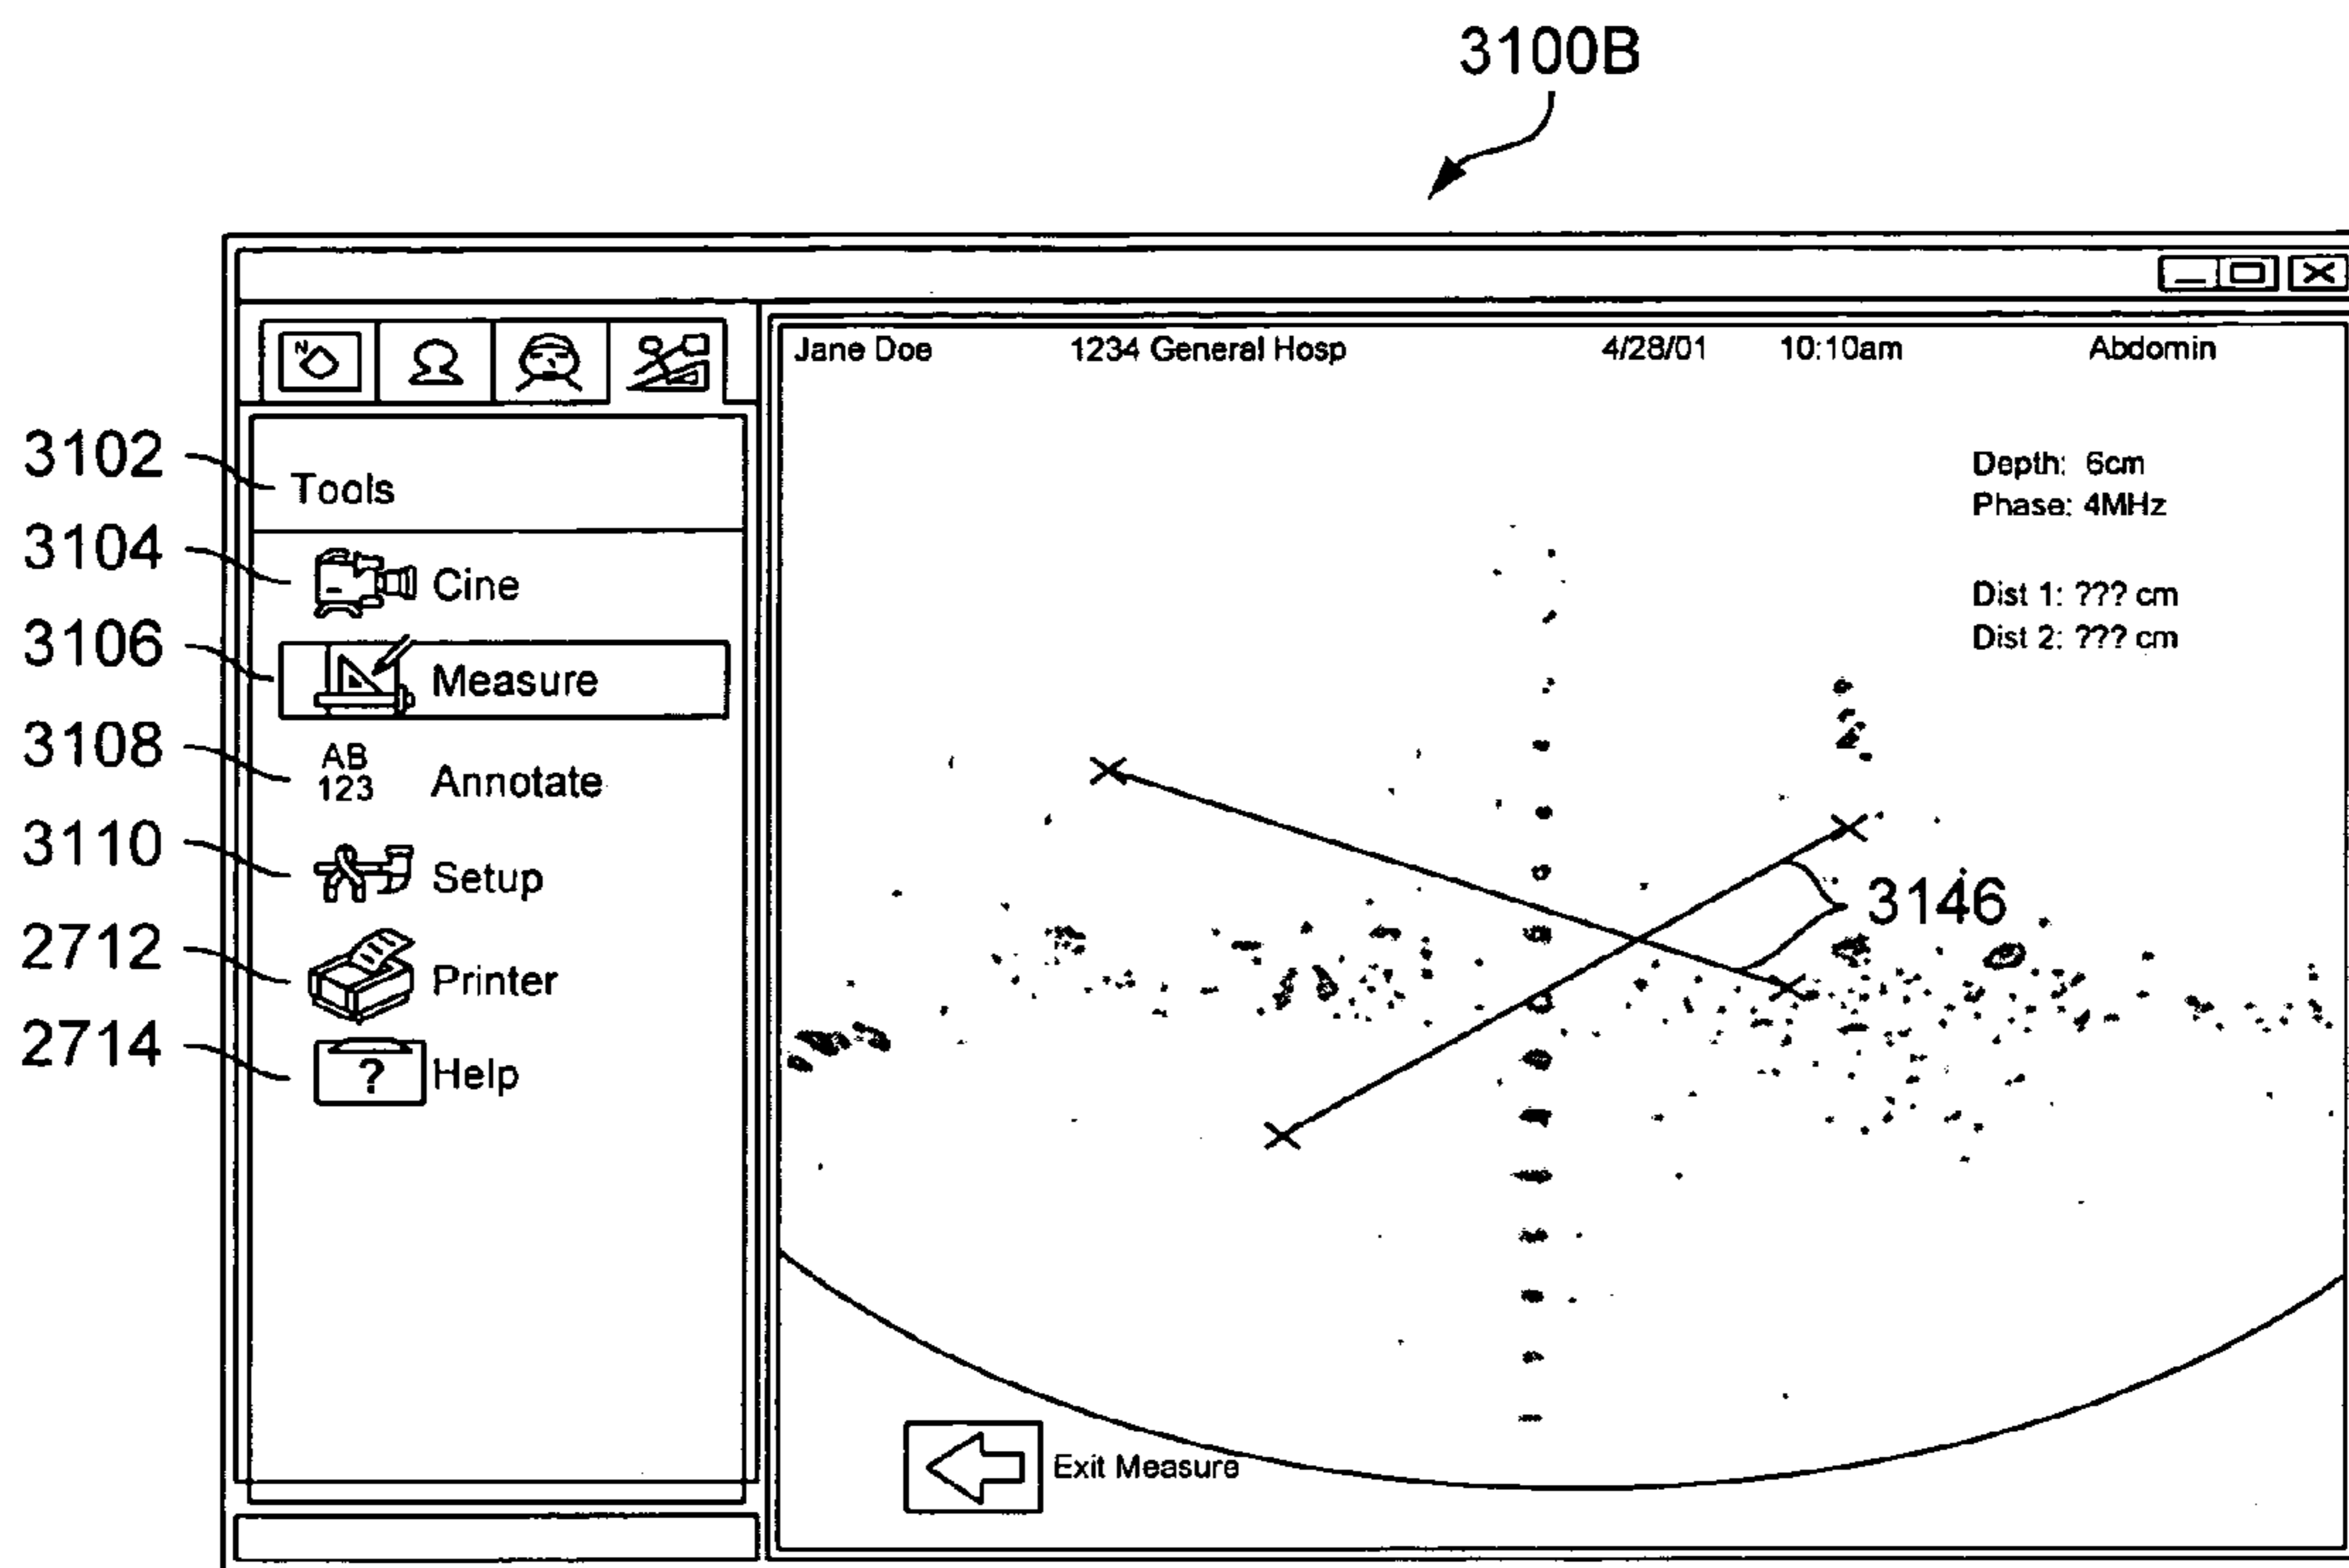 3100B
N
Jane Doe 1234 General Hosp 4/28/01 10:10am Abdomin
3102 Tools
Depth: 6cm
Phase: 4MHz
3104 Cine
Dist 1: ??? cm
3106 Measure
Dist 2: ??? cm
3108 AB
123 Annotate
3110 Setup
3146
2712 Printer
2714 ? Help
Exit Measure